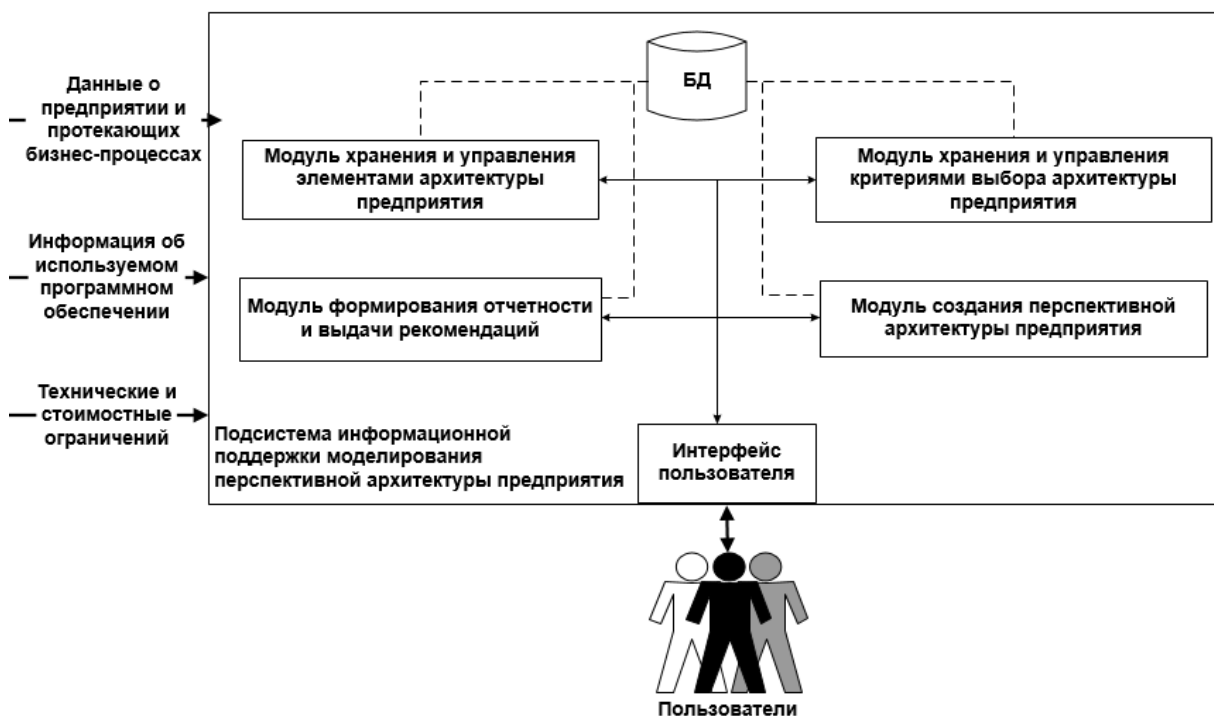 БД
Данные о
предприятии и
протекающих
бизнес-процессах
Модуль хранения и управления
элементами архитектуры
предприятия
Модуль хранения и управления
критериями выбора архитектуры
предприятия
Информация об
используемом
программном
обеспечении
Модуль формирования отчетности
и выдачи рекомендаций
Модуль создания перспективной
архитектуры предприятия
Технические и
стоимостные
ограничений
Подсистема информационной
поддержки моделирования
перспективной архитектуры предприятия
Интерфейс
пользователя
Пользователи